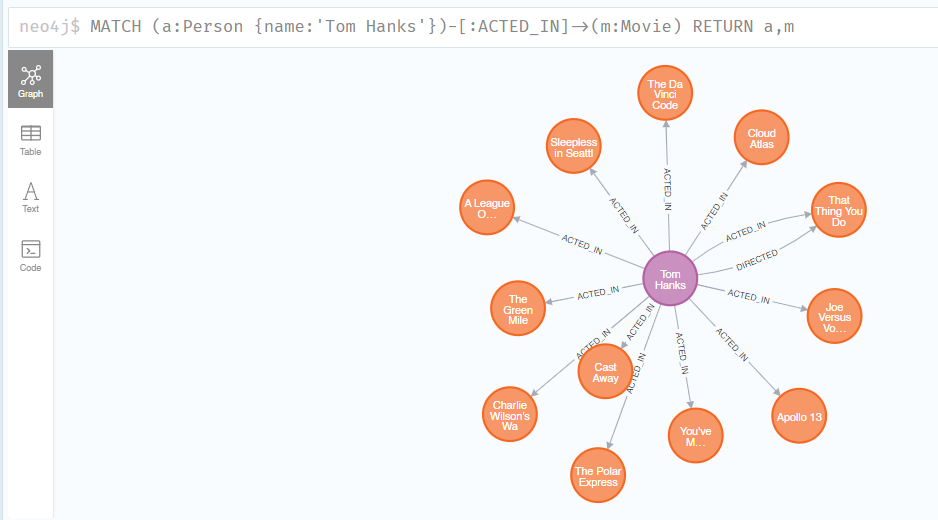 neo4j$ MATCH (a:Person {name:'Tom Hanks'})-[:ACTED_IN]→(m:Movie) RETURN a,m
Graph
Table
Text
Code
The Da
Vinci
Code
Cloud
Atlas
Sleepless
in Seattl
That
Thing You
Do
A League
O...
ACTED_IN
ACTED_IN
ACTED_IN
ACTED_IN
ACTED_IN
DIRECTED
Tom
Hanks
The
Green
Mile
ACTED_IN
ACTED_IN
Joe
Versus
Vo...
ACTED_IN
ACTED_IN
ACTED_IN
ACTED_IN
ACTED_IN
Cast
Away
Charlie
Wilson's
Wa
Apollo 13
You've
M...
The Polar
Express